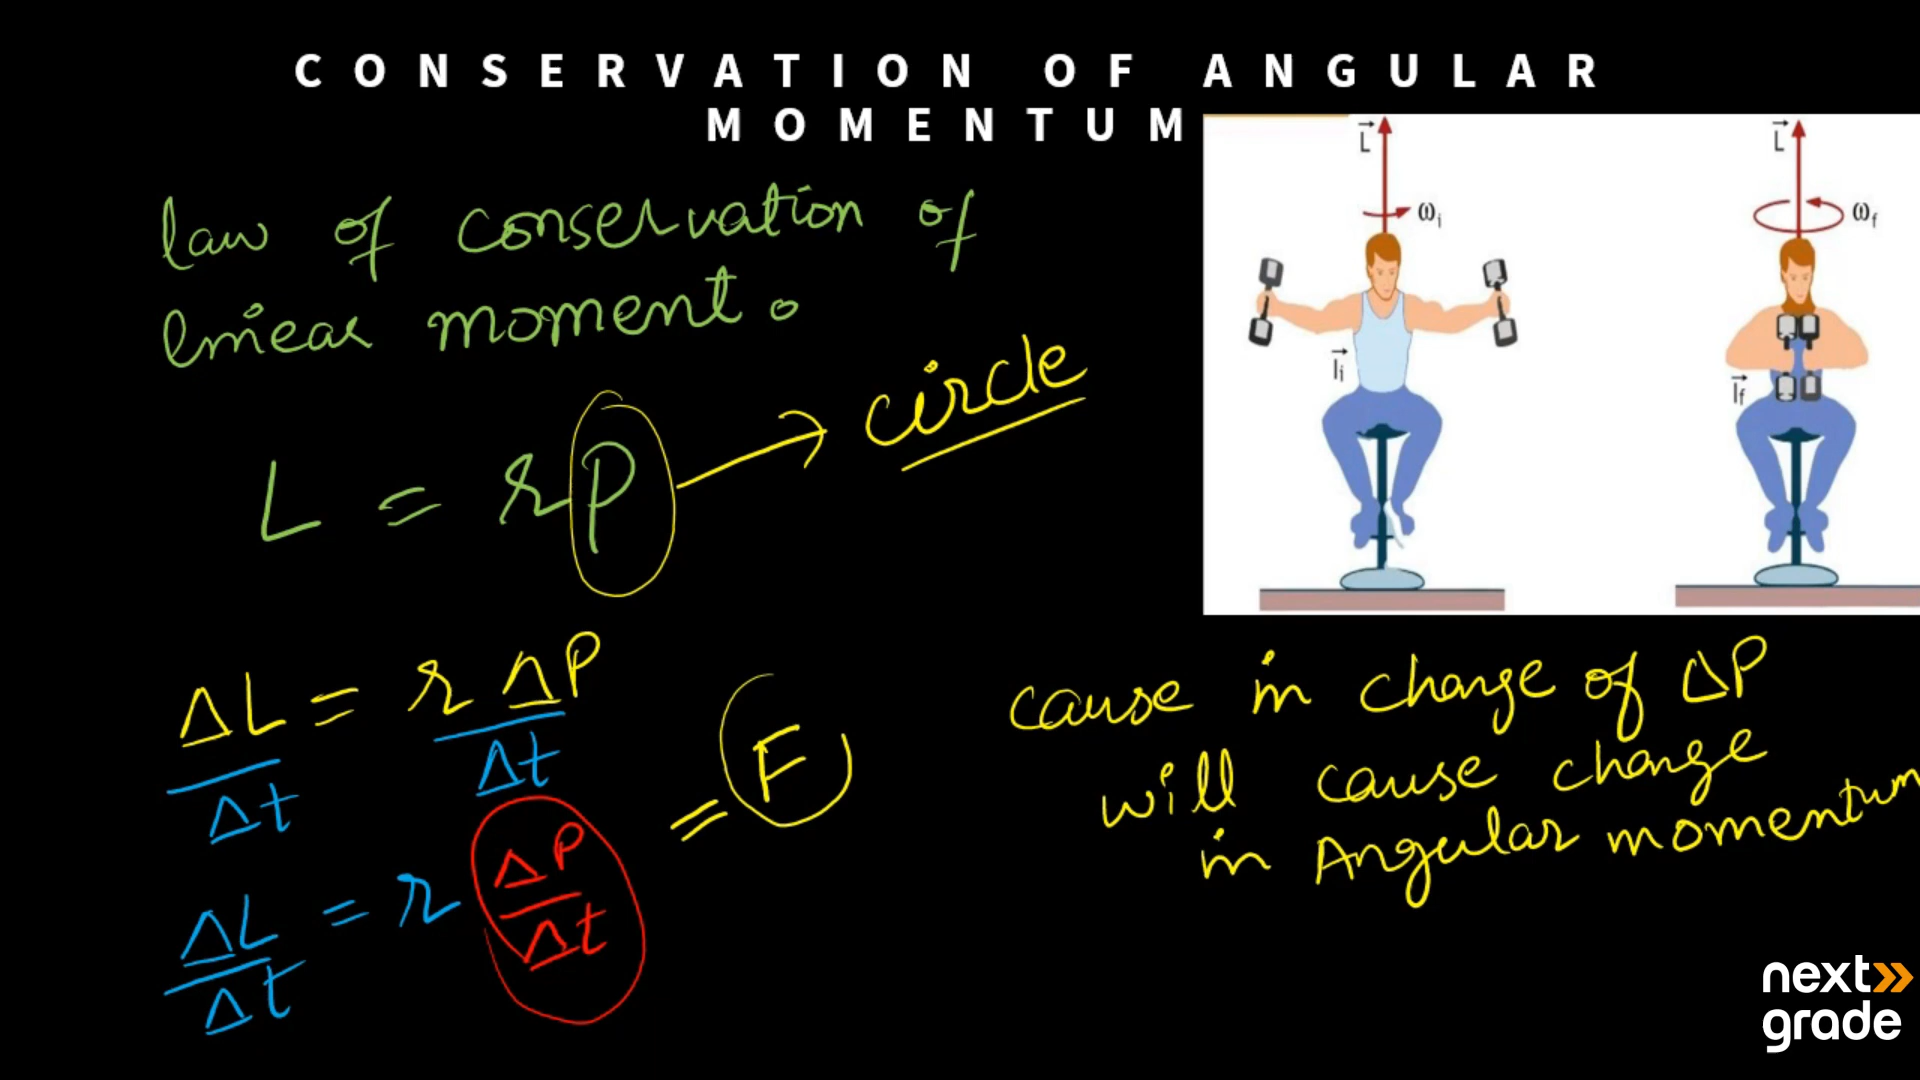 CONSERVATION OF ANGULAR
MOMENTUM
law of conservation of
linear moment.
L = rP → circle
ΔL/Δt = r ΔP/Δt
ΔL/Δt = r ΔP/Δt = F
L
ωi
Ii
L
ωf
If
cause in change of ΔP
will cause change
in Angular momentum
next
grade